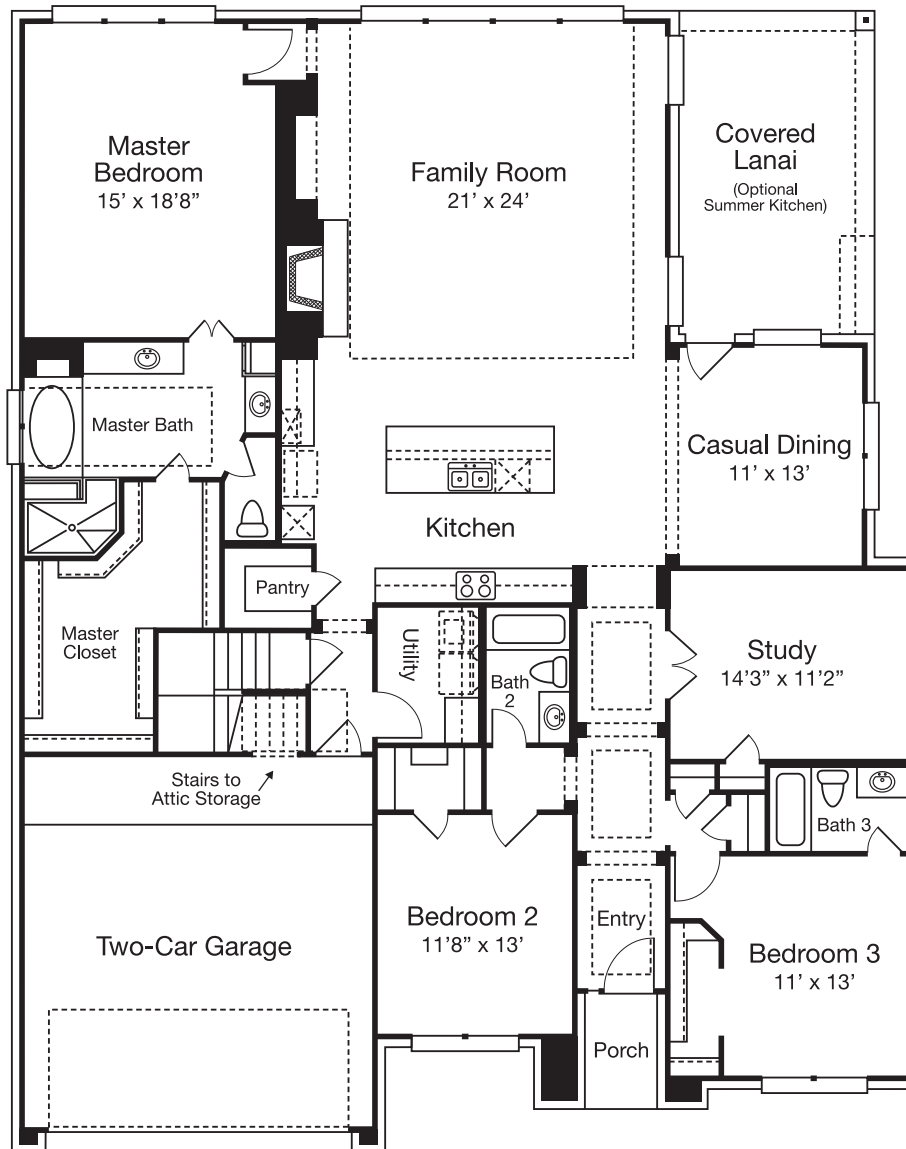 Master
Bedroom
15’ x 18’8”
Family Room
21’ x 24’
Covered
Lanai
(Optional
Summer Kitchen)
Master Bath
Casual Dining
11’ x 13’
Kitchen
Pantry
Master
Closet
Utility
Bath
2
Study
14’3” x 11’2”
Stairs to
Attic Storage
Bath 3
Two-Car Garage
Bedroom 2
11’8” x 13’
Entry
Bedroom 3
11’ x 13’
Porch